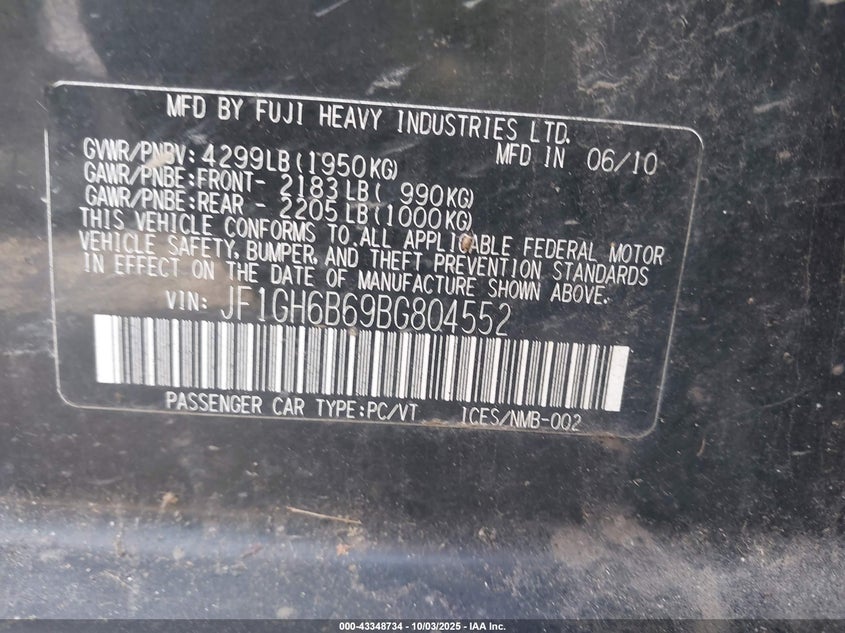 MFD BY FUJI HEAVY INDUSTRIES LTD.
GVWR/PNBV: 4299LB(1950KG) MFD IN 06/10
GAWR/PNBE:FRONT- 2183LB( 990KG)
GAWR/PNBE:REAR - 2205LB(1000KG)
THIS VEHICLE CONFORMS TO ALL APPLICABLE FEDERAL MOTOR
VEHICLE SAFETY, BUMPER, AND THEFT PREVENTION STANDARDS
IN EFFECT ON THE DATE OF MANUFACTURE SHOWN ABOVE.
VIN: JF1GH6B69BG804552
PASSENGER CAR TYPE:PC/VT ICES/NMB-002
000-43348734 - 10/03/2025 - IAA Inc.